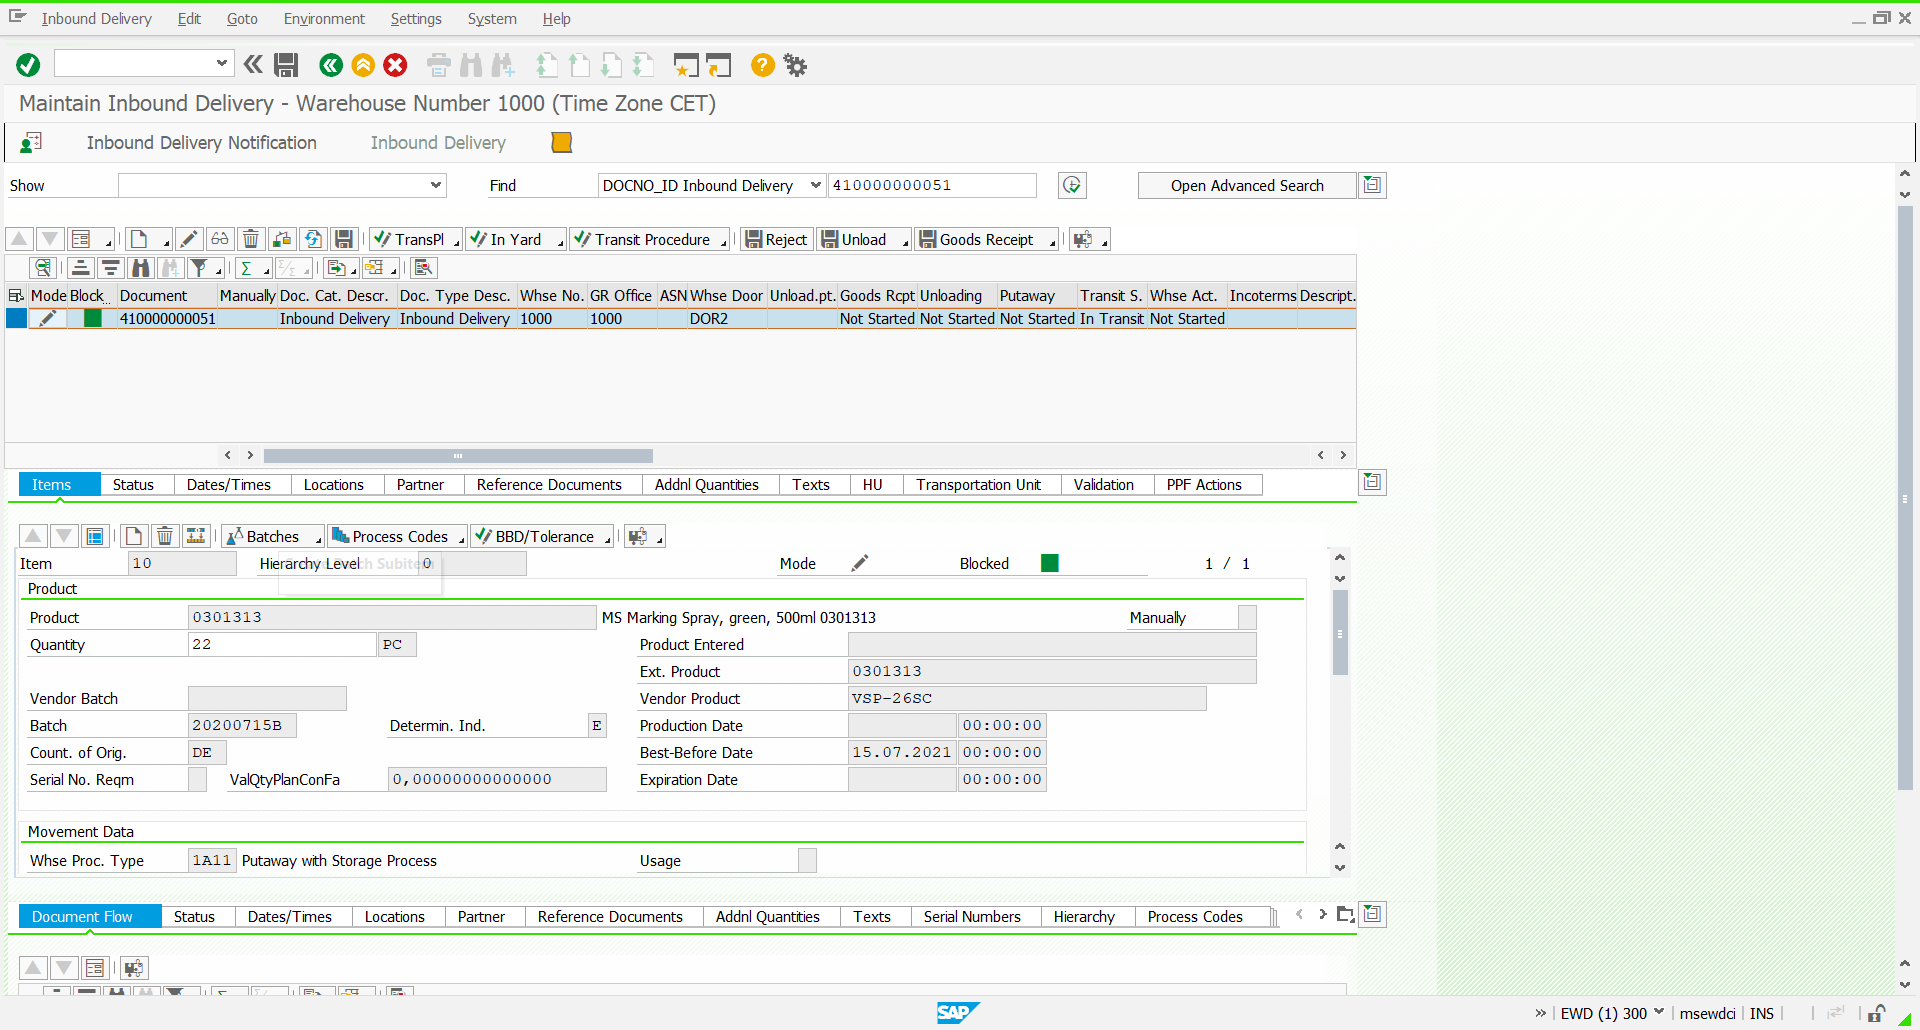 Inbound Delivery Edit Goto Environment Settings System Help
Maintain Inbound Delivery - Warehouse Number 1000 (Time Zone CET)
Inbound Delivery Notification Inbound Delivery
Show Find DOCNO_ID Inbound Delivery 410000000051 Open Advanced Search
TransPl In Yard Transit Procedure Reject Unload Goods Receipt
Mode Block... Document Manually Doc. Cat. Descr. Doc. Type Desc. Whse No. GR Office ASN Whse Door Unload.pt. Goods Rcpt Unloading Putaway Transit S. Whse Act. Incoterms Descript.
410000000051 Inbound Delivery Inbound Delivery 1000 1000 DOR2 Not Started Not Started Not Started In Transit Not Started
Items Status Dates/Times Locations Partner Reference Documents Addnl Quantities Texts HU Transportation Unit Validation PPF Actions
Batches Process Codes BBD/Tolerance
Item 10 Hierarchy Level 0 Mode Blocked 1 / 1
Product
Product 0301313 MS Marking Spray, green, 500ml 0301313 Manually
Quantity 22 PC Product Entered
Ext. Product 0301313
Vendor Batch Vendor Product VSP-26SC
Batch 20200715B Determin. Ind. E Production Date 00:00:00
Count. of Orig. DE Best-Before Date 15.07.2021 00:00:00
Serial No. Reqm ValQtyPlanConFa 0,00000000000000 Expiration Date 00:00:00
Movement Data
Whse Proc. Type 1A11 Putaway with Storage Process Usage
Document Flow Status Dates/Times Locations Partner Reference Documents Addnl Quantities Texts Serial Numbers Hierarchy Process Codes
SAP EWD (1) 300 msewdci INS